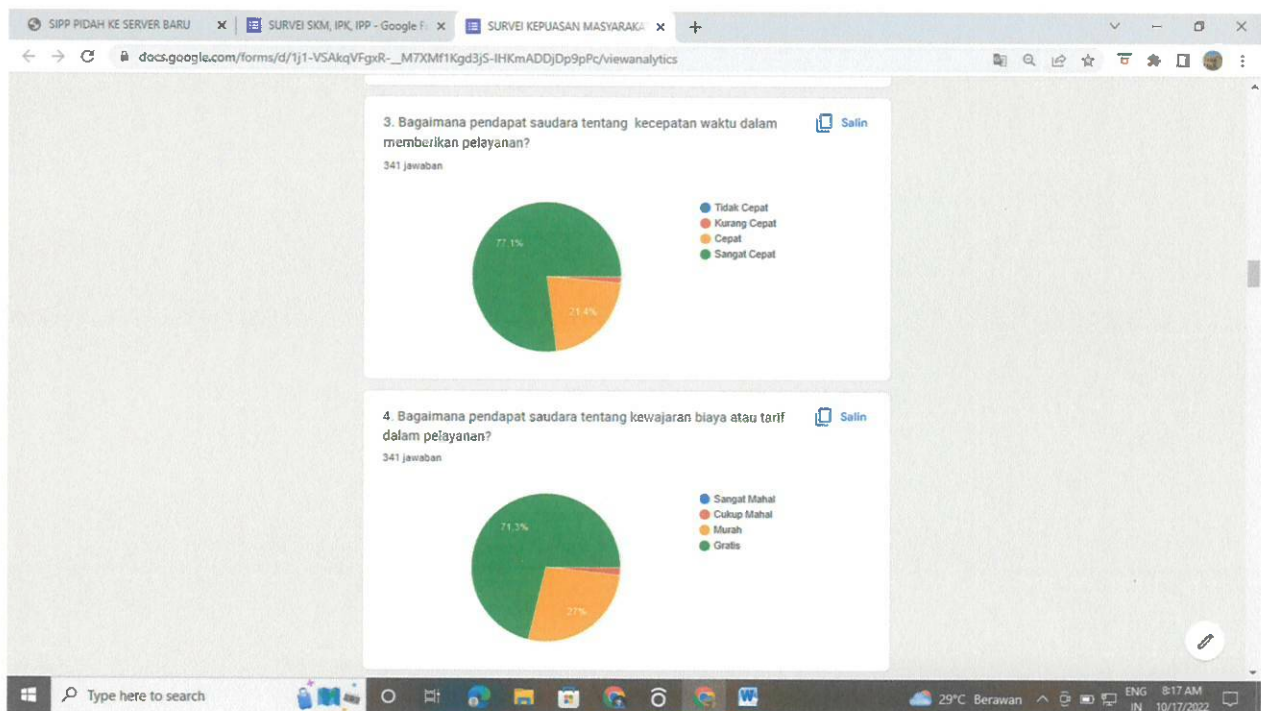 SIPP PIDAH KE SERVER BARU
SURVEI SKM, IPK, IPP - Google F
SURVEI KEPUASAN MASYARAKA
docs.google.com/forms/d/1j1-VSAkqVFgxR-__M7XMf1Kgd3jS-IHKmADDjDp9pPc/viewanalytics
3. Bagaimana pendapat saudara tentang kecepatan waktu dalam
memberikan pelayanan?
Salin
341 jawaban
77,1%
21,4%
Tidak Cepat
Kurang Cepat
Cepat
Sangat Cepat
4. Bagaimana pendapat saudara tentang kewajaran biaya atau tarif
dalam pelayanan?
Salin
341 jawaban
71,3%
27%
Sangat Mahal
Cukup Mahal
Murah
Gratis
Type here to search
29°C Berawan
ENG
IN
8:17 AM
10/17/2022